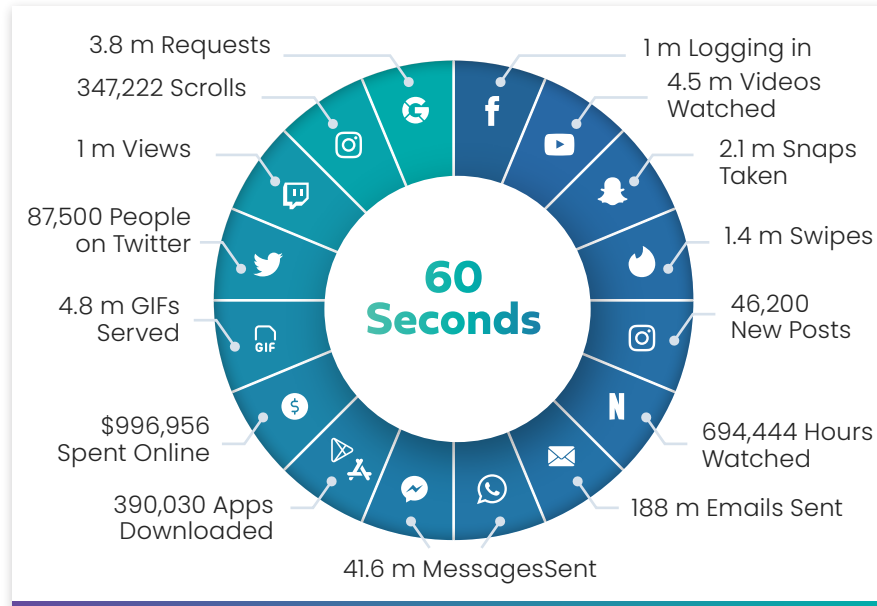 3.8 m Requests
1 m Logging in
347,222 Scrolls
4.5 m Videos
Watched
1 m Views
2.1 m Snaps
Taken
87,500 People
on Twitter
1.4 m Swipes
60
Seconds
4.8 m GIFs
Served
46,200
New Posts
GIF
$996,956
Spent Online
694,444 Hours
Watched
390,030 Apps
Downloaded
188 m Emails Sent
41.6 m MessagesSent